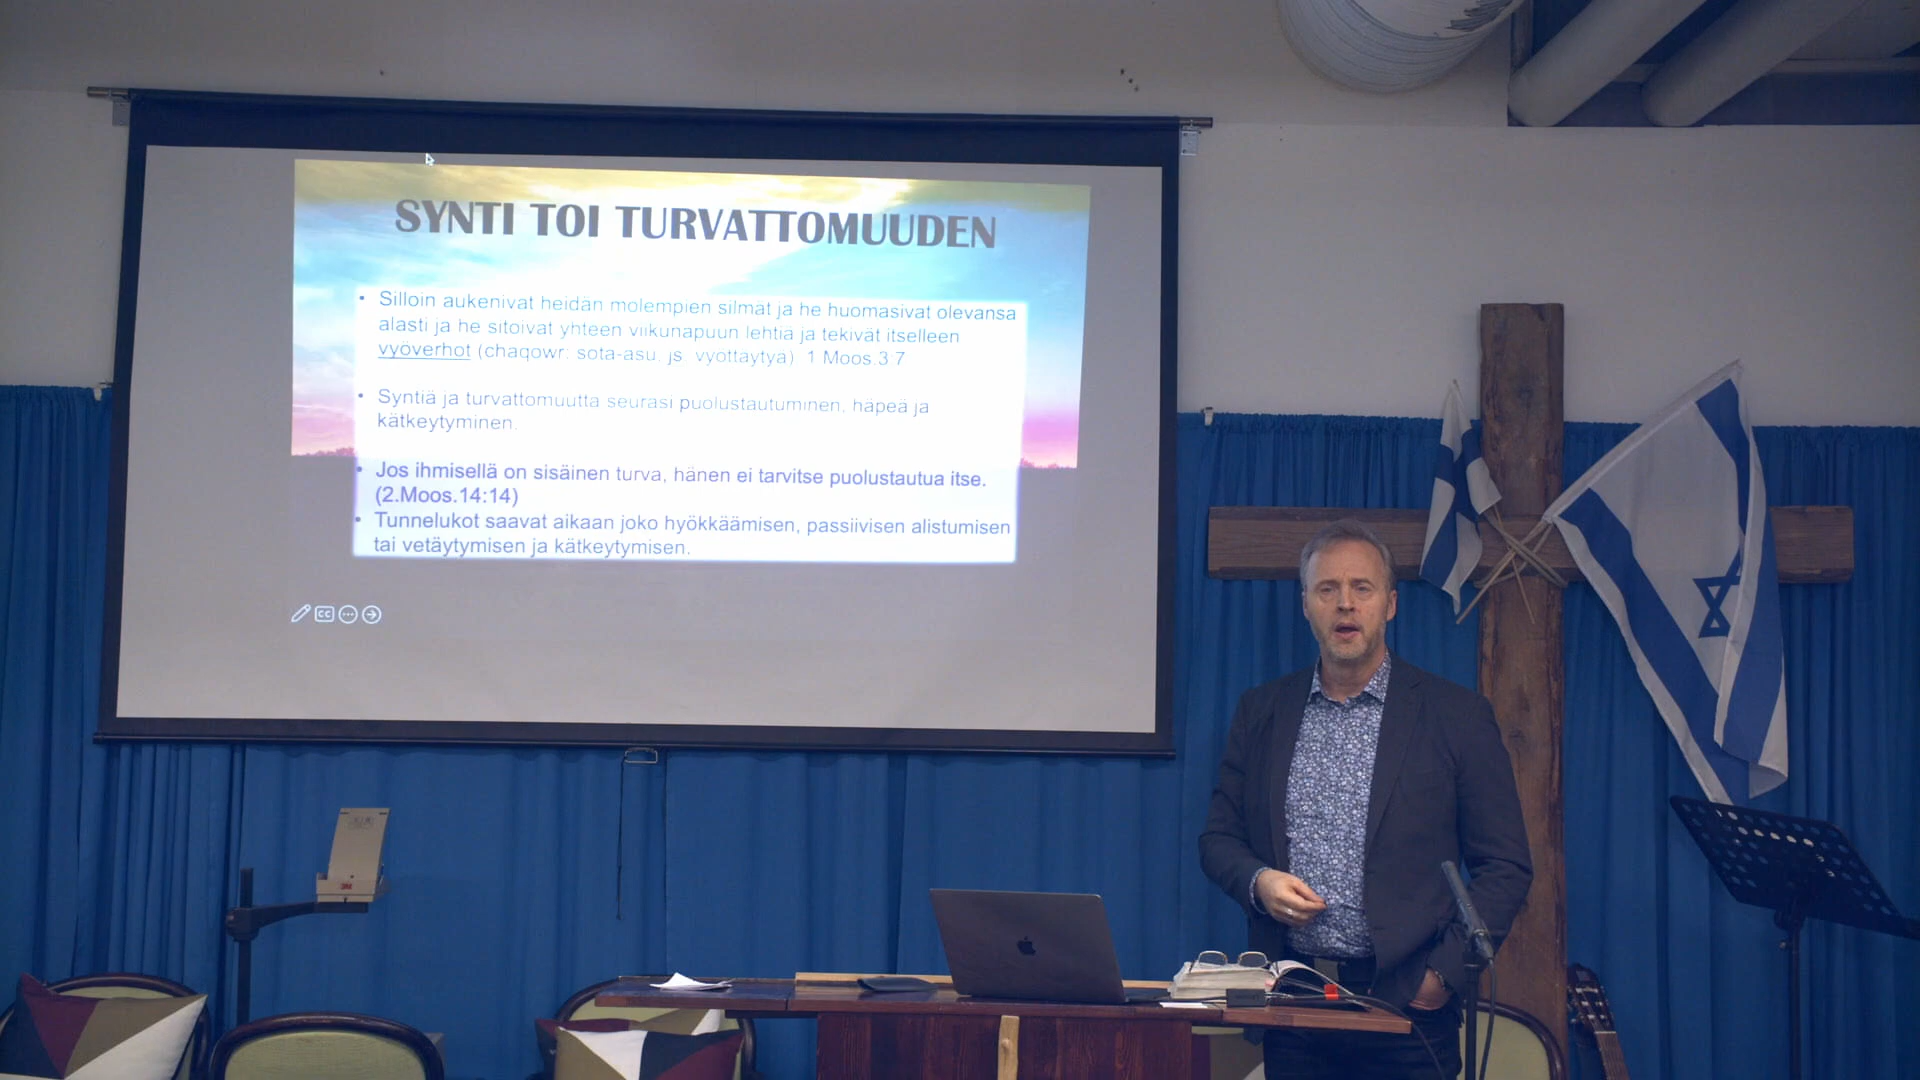 SYNTI TOI TURVATTOMUUDEN
• Silloin aukenivat heidän molempien silmät ja he huomasivat olevansa
alasti ja he sitoivat yhteen viikunapuun lehtiä ja tekivät itselleen
vyöverhot (chaqowr: sota-asu, js. vyöttäytyä). 1.Moos.3:7
• Syntiä ja turvattomuutta seurasi puolustautuminen, häpeä ja
kätkeytyminen.
• Jos ihmisellä on sisäinen turva, hänen ei tarvitse puolustautua itse.
(2.Moos.14:14)
• Tunnelukot saavat aikaan joko hyökkäämisen, passiivisen alistumisen
tai vetäytymisen ja kätkeytymisen.
CC
3M